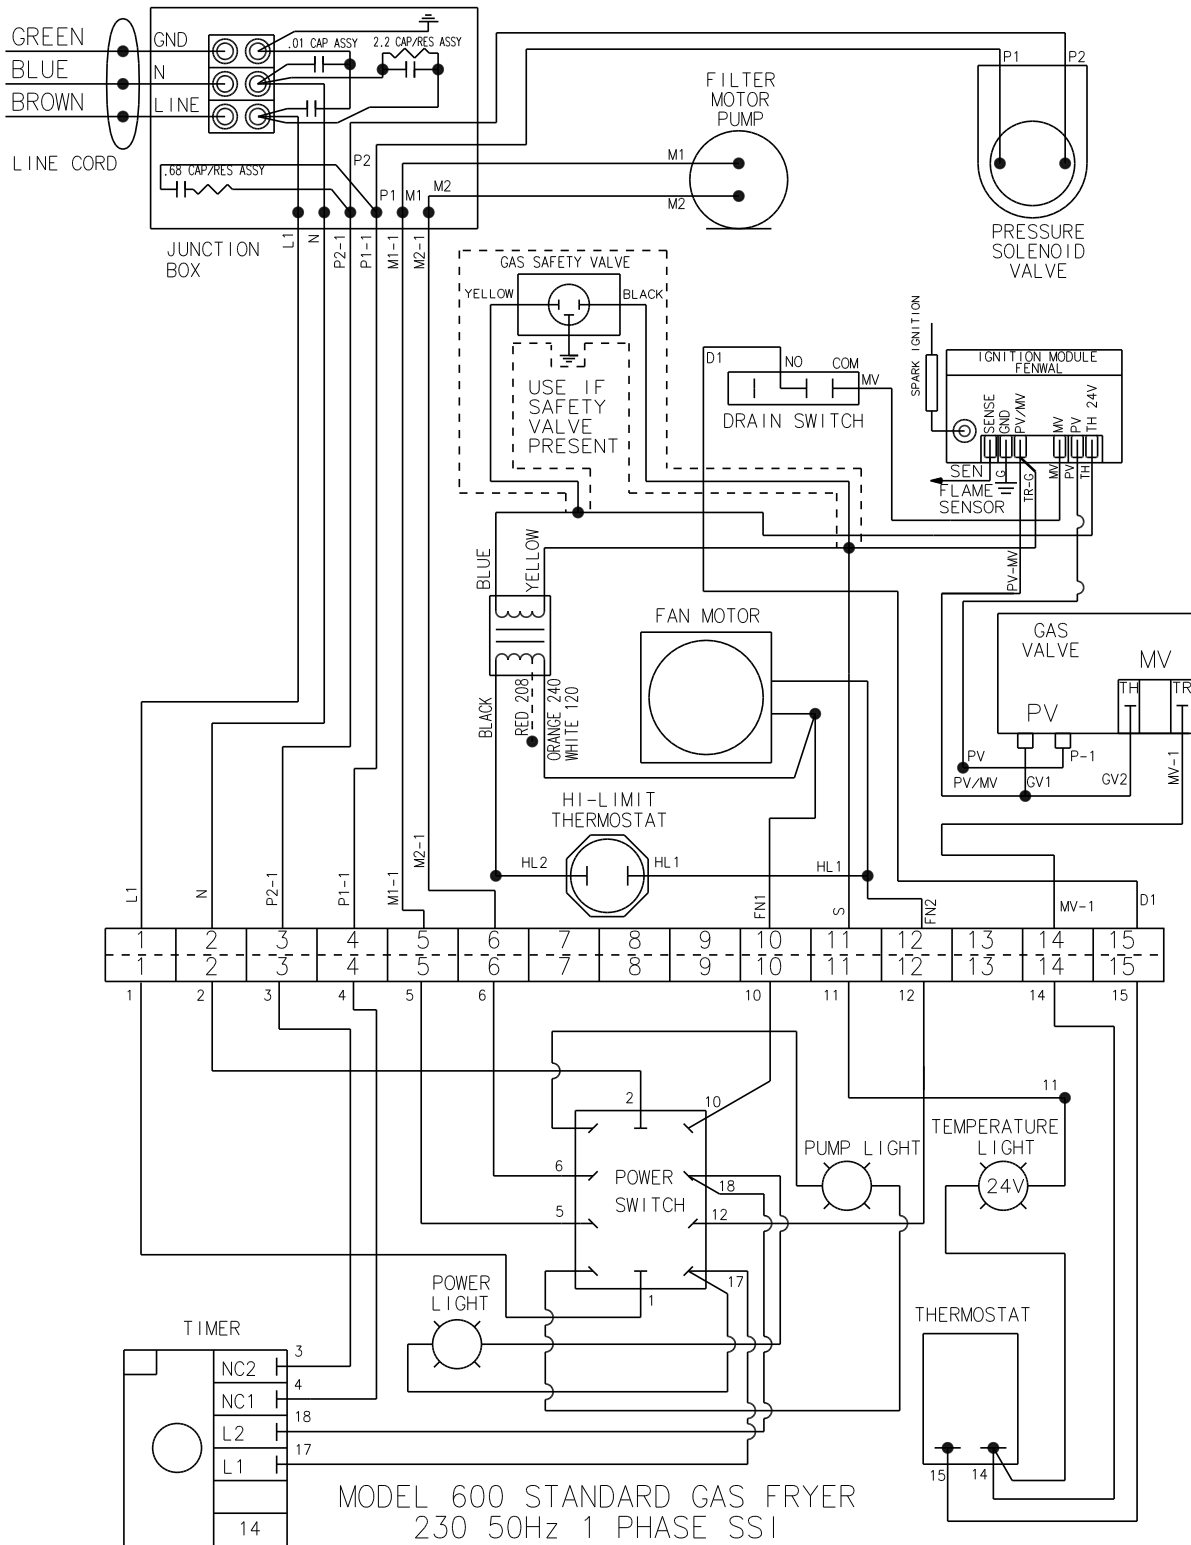 GREEN
BLUE
BROWN
LINE CORD
GND
N
LINE
.01 CAP ASSY
2.2 CAP/RES ASSY
.68 CAP/RES ASSY
P2
P1
M1
M2
JUNCTION
BOX
L1
N
P2-1
P1-1
M1-1
M2-1
FILTER
MOTOR
PUMP
M1
M2
P1
P2
PRESSURE
SOLENOID
VALVE
GAS SAFETY VALVE
YELLOW
BLACK
USE IF
SAFETY
VALVE
PRESENT
D1
NO
COM
MV
DRAIN SWITCH
SPARK IGNITION
IGNITION MODULE
FENWAL
SENSE
GND
PV/MV
MV
PV
TH 24V
SEN
G
TR-G
MV
PV
TH
FLAME
SENSOR
PV-MV
BLUE
YELLOW
BLACK
RED 208
ORANGE 240
WHITE 120
FAN MOTOR
GAS
VALVE
MV
TH
TR
PV
PV
P-1
PV/MV
GV1
GV2
MV-1
HI-LIMIT
THERMOSTAT
HL2
HL1
HL1
L1
N
P2-1
P1-1
M1-1
M2-1
FN1
S
FN2
MV-1
D1
1 2 3 4 5 6 7 8 9 10 11 12 13 14 15
1 2 3 4 5 6 7 8 9 10 11 12 13 14 15
1 2 3 4 5 6 10 11 12 14 15
2
10
11
6
5
18
12
17
1
POWER
SWITCH
PUMP LIGHT
TEMPERATURE
LIGHT
24V
POWER
LIGHT
THERMOSTAT
15
14
TIMER
NC2
3
NC1
4
L2
18
L1
17
14
MODEL 600 STANDARD GAS FRYER
230 50Hz 1 PHASE SSI